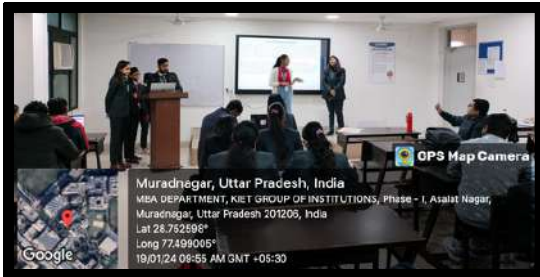 GPS Map Camera
Muradnagar, Uttar Pradesh, India
MBA DEPARTMENT, KIET GROUP OF INSTITUTIONS, Phase - 1, Asalat Nagar,
Muradnagar, Uttar Pradesh 201206, India
Lat 28.752598°
Long 77.499005°
19/01/24 09:55 AM GMT +05:30
Google